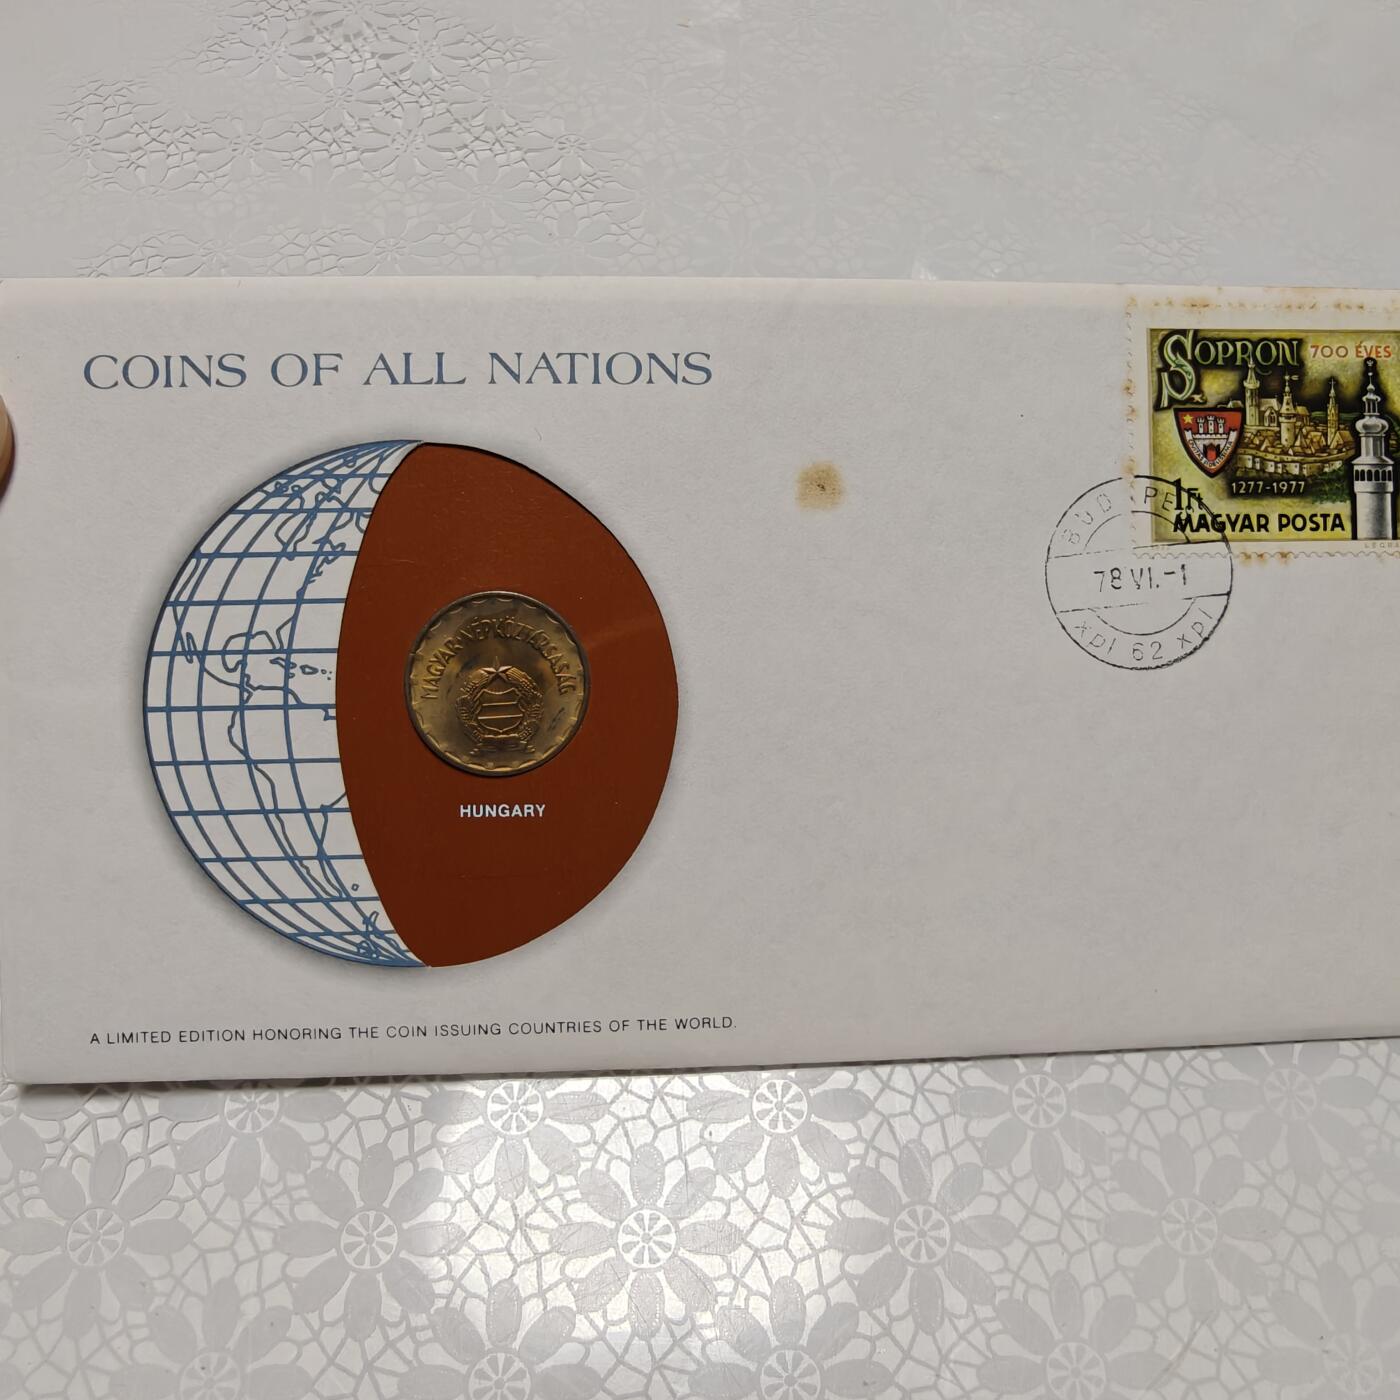 COINS OF ALL NATIONS
SOPRON 700 ÉVES
1277-1977
1Ft
MAGYAR POSTA
78 VI.-1
62
MAGYAR NÉPKÖZTÁRSASÁG
HUNGARY
A LIMITED EDITION HONORING THE COIN ISSUING COUNTRIES OF THE WORLD.